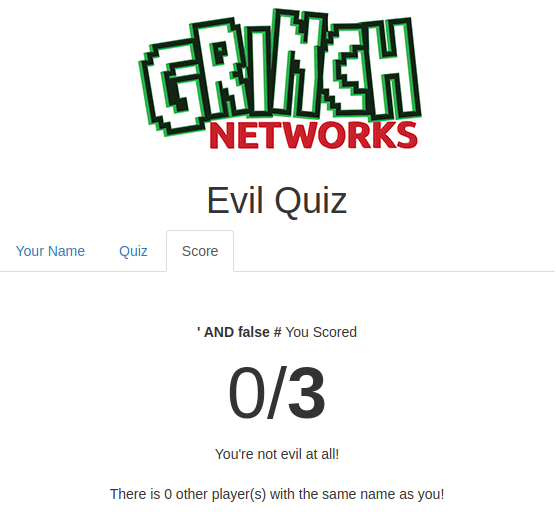 GRINCH
NETWORKS
Evil Quiz
Your Name Quiz Score
' AND false # You Scored
0/3
You're not evil at all!
There is 0 other player(s) with the same name as you!